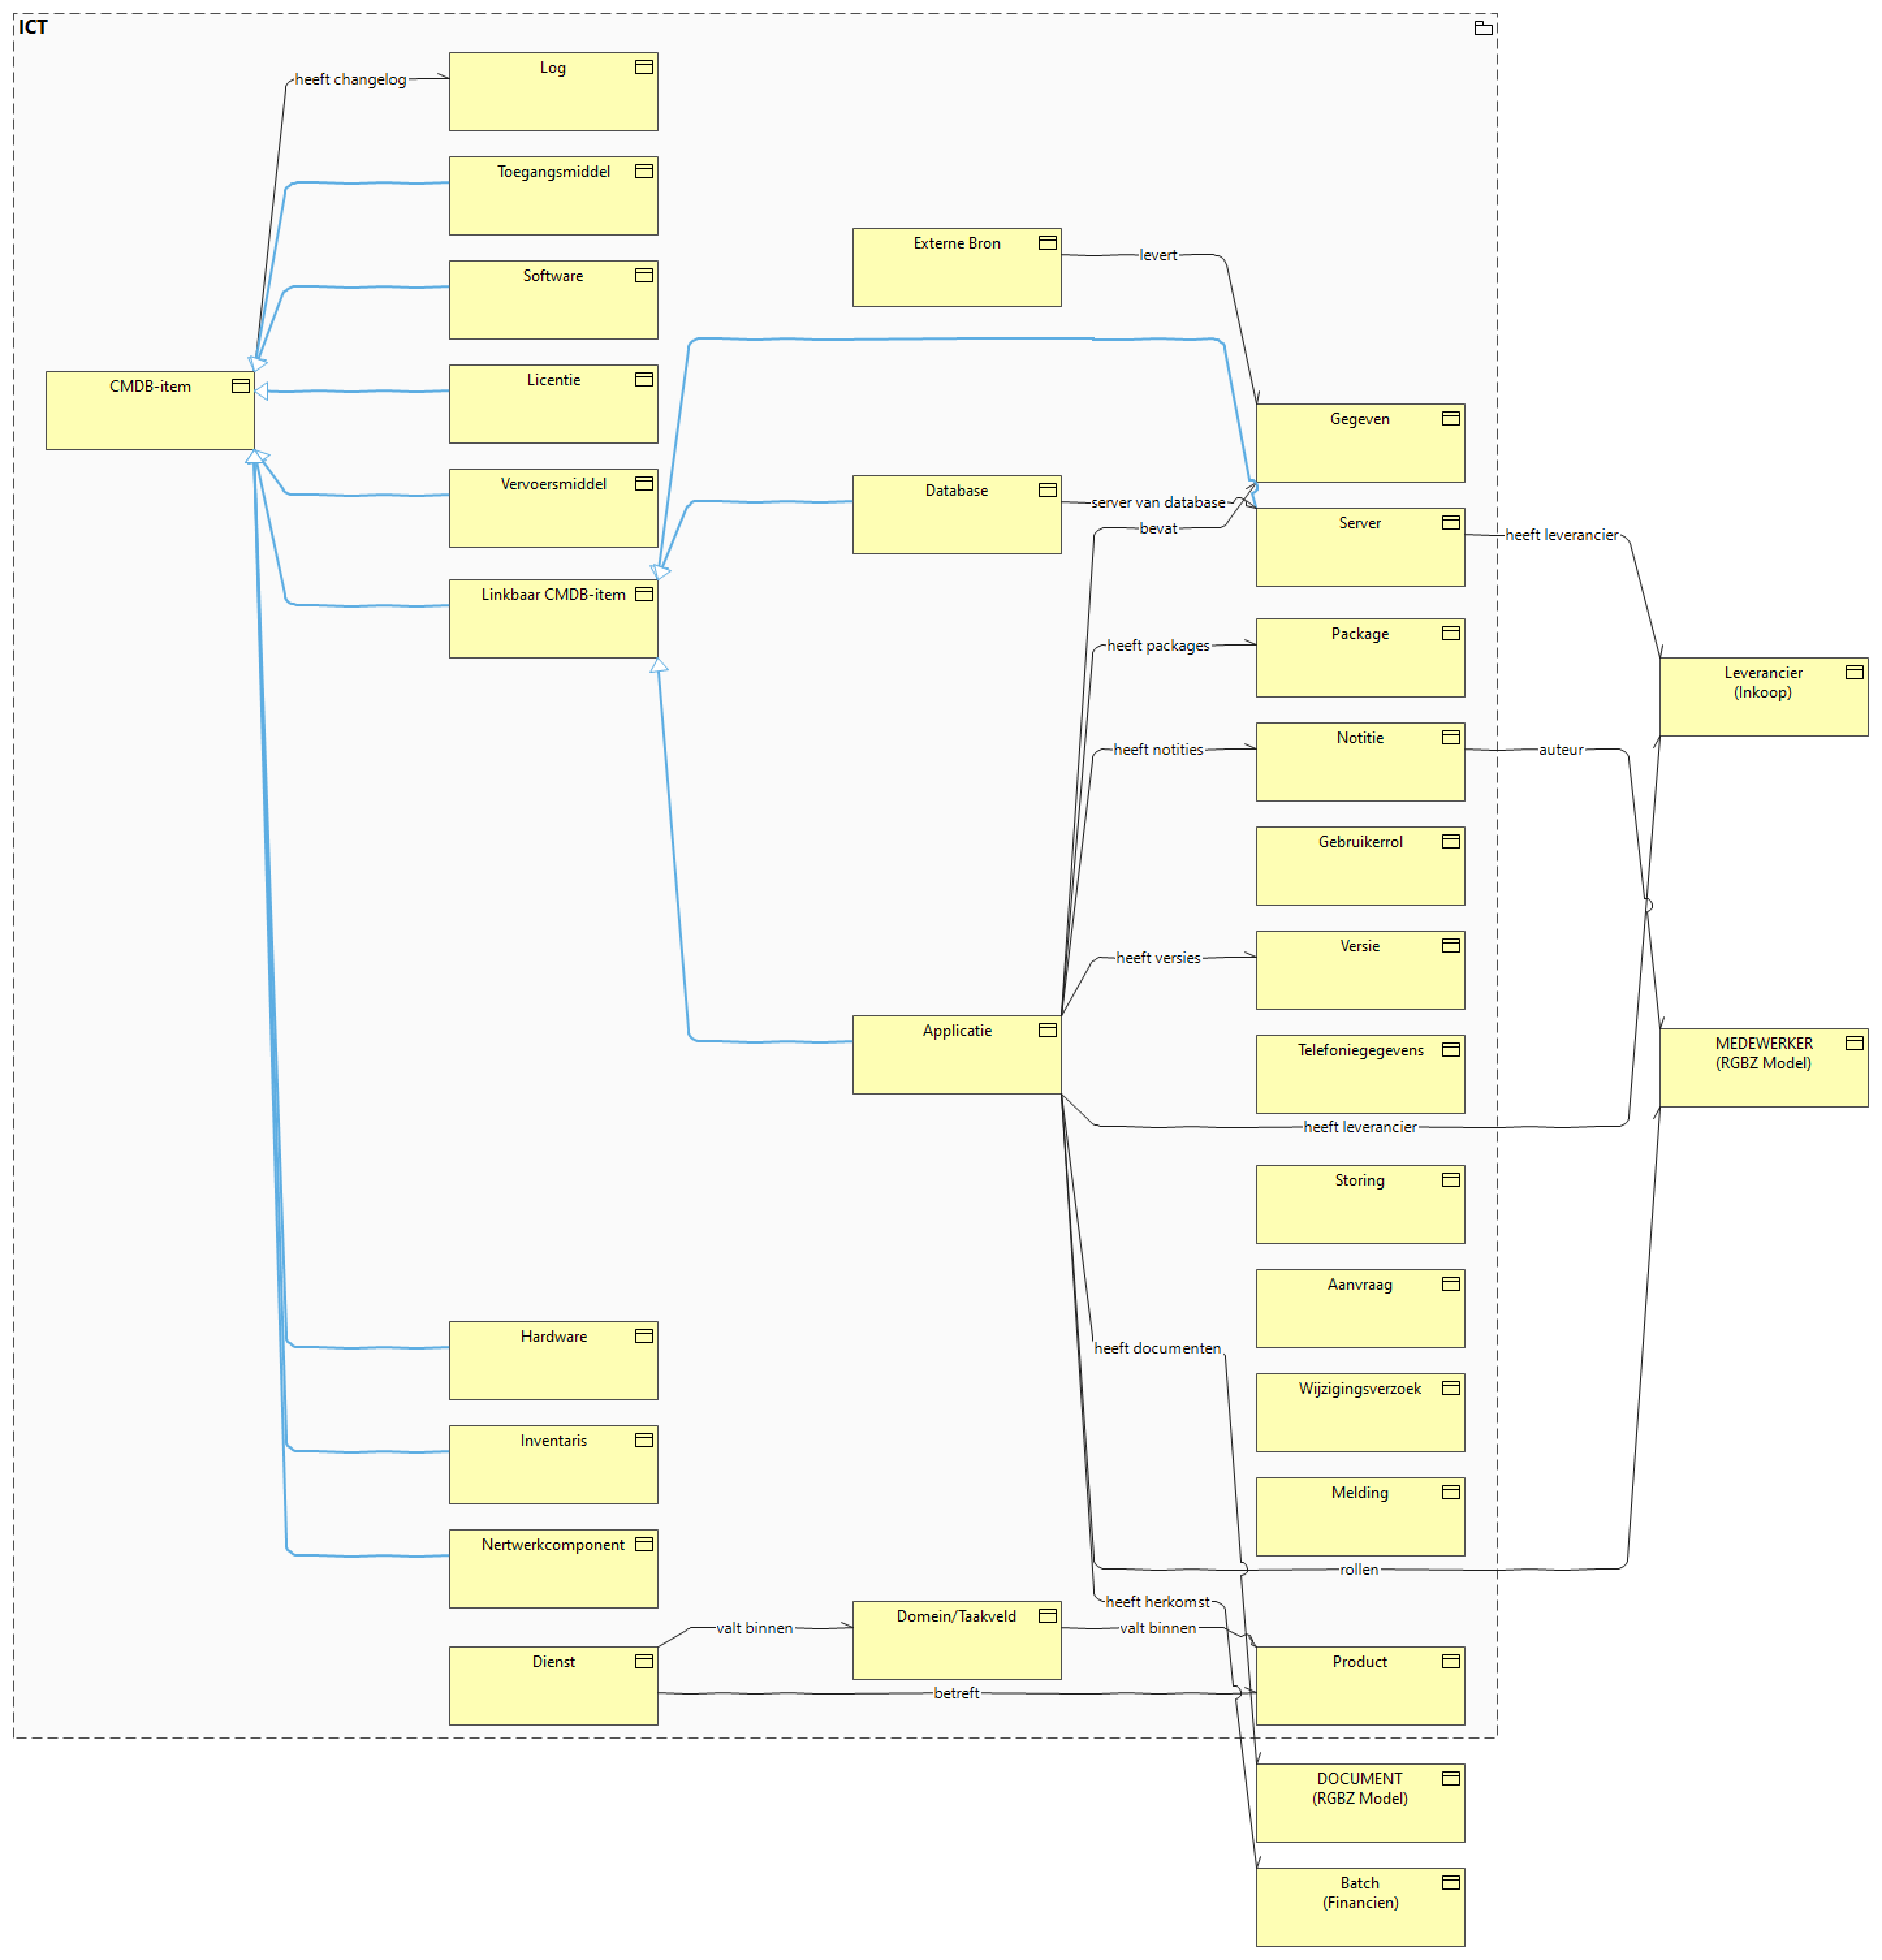 ICT
Log
heeft changelog
Toegangsmiddel
Externe Bron
levert
Software
Licentie
CMDB-item
Gegeven
Vervoersmiddel
Database
server van database
bevat
Server
heeft leverancier
Linkbaar CMDB-item
Package
heeft packages
Leverancier
(Inkoop)
Notitie
heeft notities
auteur
Gebruikerrol
Versie
heeft versies
Applicatie
Telefoniegegevens
MEDEWERKER
(RGBZ Model)
heeft leverancier
Storing
Aanvraag
Hardware
heeft documenten
Wijzigingsverzoek
Inventaris
Melding
Nertwerkcomponent
rollen
heeft herkomst
Domein/Taakveld
valt binnen
valt binnen
Dienst
Product
betreft
DOCUMENT
(RGBZ Model)
Batch
(Financien)